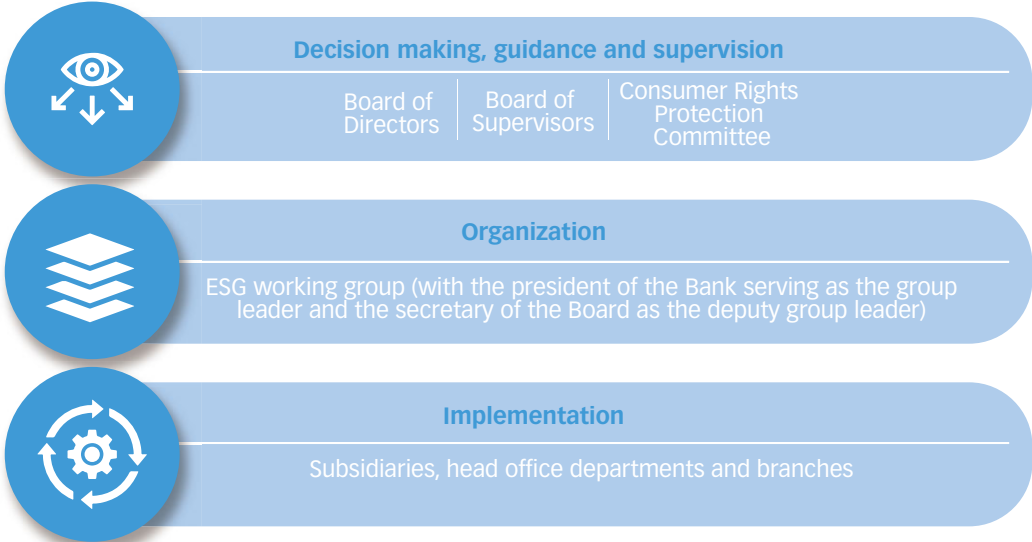 Decision making, guidance and supervision
Board of
Directors
Board of
Supervisors
Consumer Rights
Protection
Committee
Organization
ESG working group (with the president of the Bank serving as the group
leader and the secretary of the Board as the deputy group leader)
Implementation
Subsidiaries, head office departments and branches